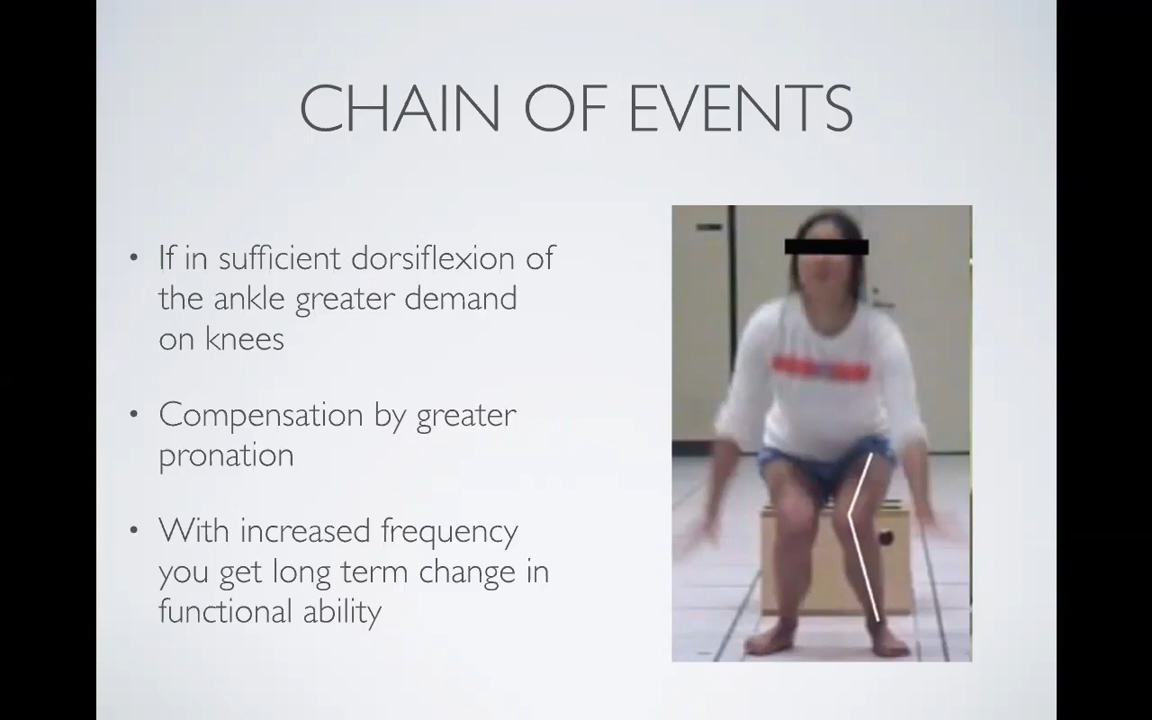 CHAIN OF EVENTS
• If in sufficient dorsiflexion of
the ankle greater demand
on knees
• Compensation by greater
pronation
• With increased frequency
you get long term change in
functional ability